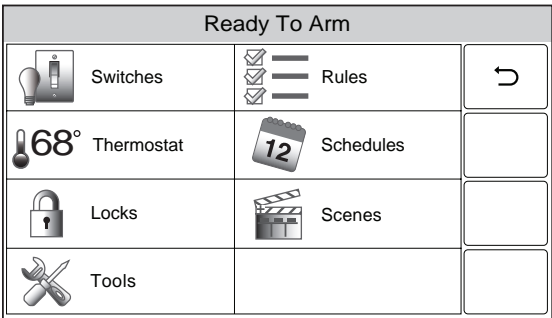 Ready To Arm
Switches
Rules
68° Thermostat
12 Schedules
Locks
Scenes
Tools